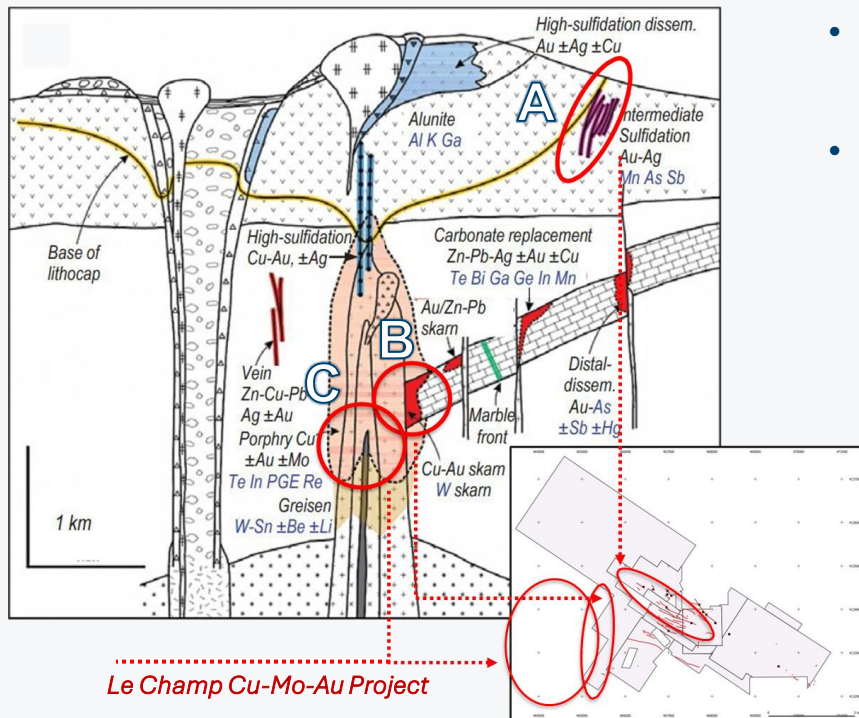 High-sulfidation dissem.
Au ±Ag ±Cu
A
Alunite
Al K Ga
Intermediate
Sulfidation
Au-Ag
Mn As Sb
Base of
lithocap
High-sulfidation
Cu-Au, ±Ag
Carbonate replacement
Zn-Pb-Ag ±Au ±Cu
Te Bi Ga Ge In Mn
Au/Zn-Pb
skarn
B
C
Vein
Zn-Cu-Pb
Ag ±Au
Porphyry Cu
±Au ±Mo
Te In PGE Re
Greisen
W-Sn ±Be ±Li
Marble
front
Distal-
dissem.
Au-As
±Sb ±Hg
Cu-Au skarn
W skarn
1 km
Le Champ Cu-Mo-Au Project